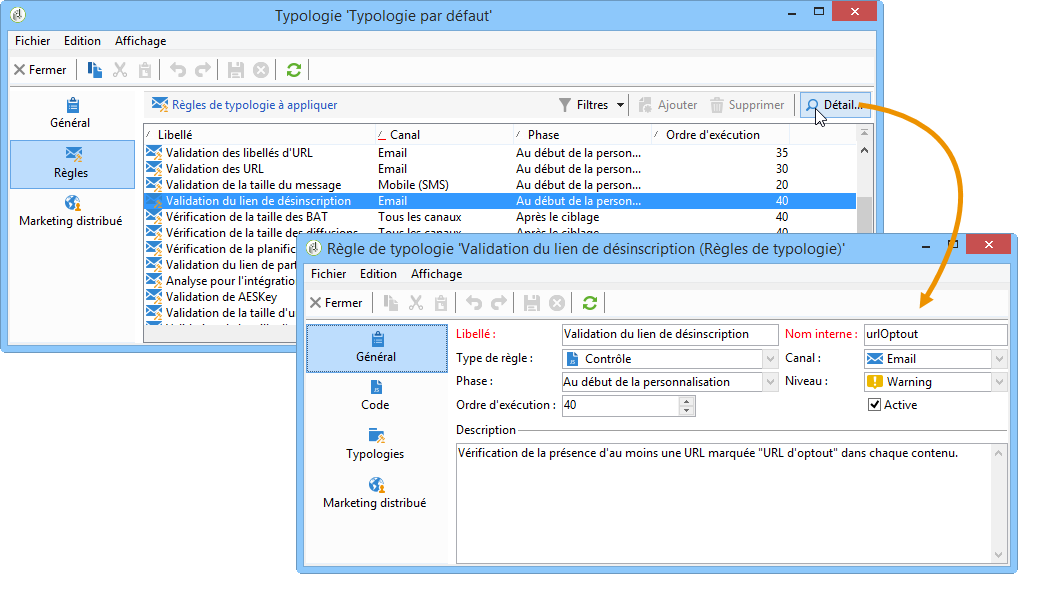 Typologie 'Typologie par défaut'
Fichier Edition Affichage
Fermer
Général
Règles
Marketing distribué
Règles de typologie à appliquer Filtres Ajouter Supprimer Détail...
Libellé Canal Phase Ordre d'exécution
Validation des libellés d'URL Email Au début de la person... 35
Validation des URL Email Au début de la person... 30
Validation de la taille du message Mobile (SMS) Au début de la person... 20
Validation du lien de désinscription Email Au début de la person... 40
Vérification de la taille des BAT Tous les canaux Après le ciblage 40
Vérification de la taille des diffusions Tous les canaux Après le ciblage 40
Vérification de la planific
Validation du lien de part
Analyse pour l'intégratio
Validation de AESKey
Validation de la taille d'u
Règle de typologie 'Validation du lien de désinscription (Règles de typologie)'
Fichier Edition Affichage
Fermer
Général
Code
Typologies
Marketing distribué
Libellé : Validation du lien de désinscription Nom interne : urlOptout
Type de règle : Contrôle Canal : Email
Phase : Au début de la personnalisation Niveau : Warning
Ordre d'exécution : 40 Active
Description
Vérification de la présence d'au moins une URL marquée "URL d'optout" dans chaque contenu.